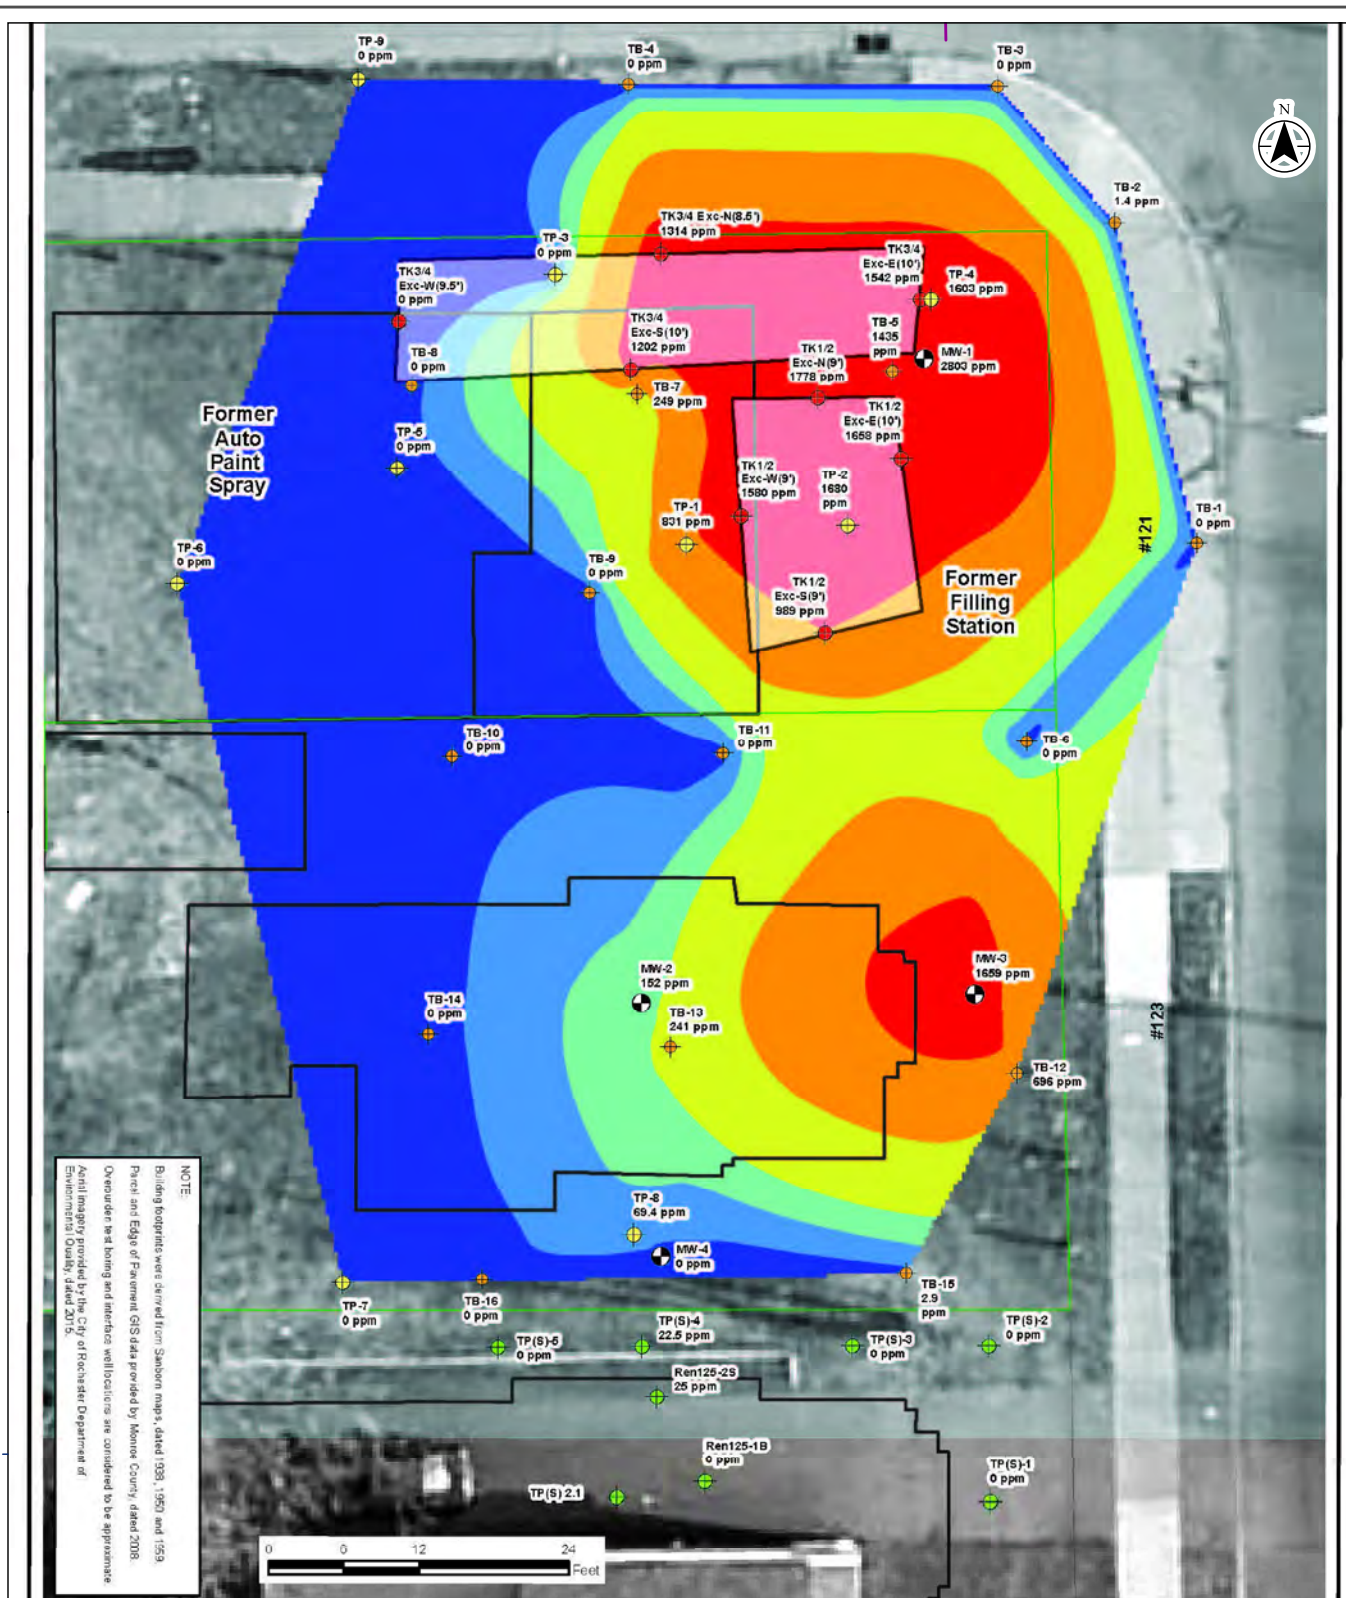 TP-9
0 ppm
TB-4
0 ppm
TB-3
0 ppm
N
TB-2
1.4 ppm
TK3/4 Exc-N(8.5')
1314 ppm
TP-3
0 ppm
TK3/4
Exc-E(10')
1542 ppm
TP-4
1603 ppm
TK3/4
Exc-W(9.5')
0 ppm
TK3/4
Exc-S(10')
1202 ppm
TB-5
1435
ppm
MW-1
2803 ppm
TK1/2
Exc-N(9')
1778 ppm
TB-8
0 ppm
TB-7
249 ppm
Former
Auto
Paint
Spray
TK1/2
Exc-E(10')
1658 ppm
TP-5
0 ppm
TK1/2
Exc-W(9')
1580 ppm
TP-2
1680
ppm
TP-1
831 ppm
TB-1
0 ppm
#121
TP-6
0 ppm
TB-9
0 ppm
TK1/2
Exc-S(9')
989 ppm
Former
Filling
Station
TB-10
0 ppm
TB-11
0 ppm
TB-6
0 ppm
MW-2
152 ppm
MW-3
1659 ppm
TB-14
0 ppm
TB-13
241 ppm
#123
TB-12
696 ppm
TP-8
69.4 ppm
MW-4
0 ppm
TB-15
2.9
ppm
TP-7
0 ppm
TB-16
0 ppm
TP(S)-5
0 ppm
TP(S)-4
22.5 ppm
TP(S)-3
0 ppm
TP(S)-2
0 ppm
Ren125-2S
25 ppm
Ren125-1B
0 ppm
TP(S)-1
0 ppm
TP(S) 2.1
NOTE:
Building footprints were derived from Sanborn maps, dated 1938, 1950, and 1959.
Parcel and Edge of Pavement GIS data provided by Monroe County, dated 2008.
Overburden test boring and interface well locations are considered to be approximate.
Aerial imagery provided by the City of Rochester Department of
Environmental Quality, dated 2015.
0 0 12 24
Feet